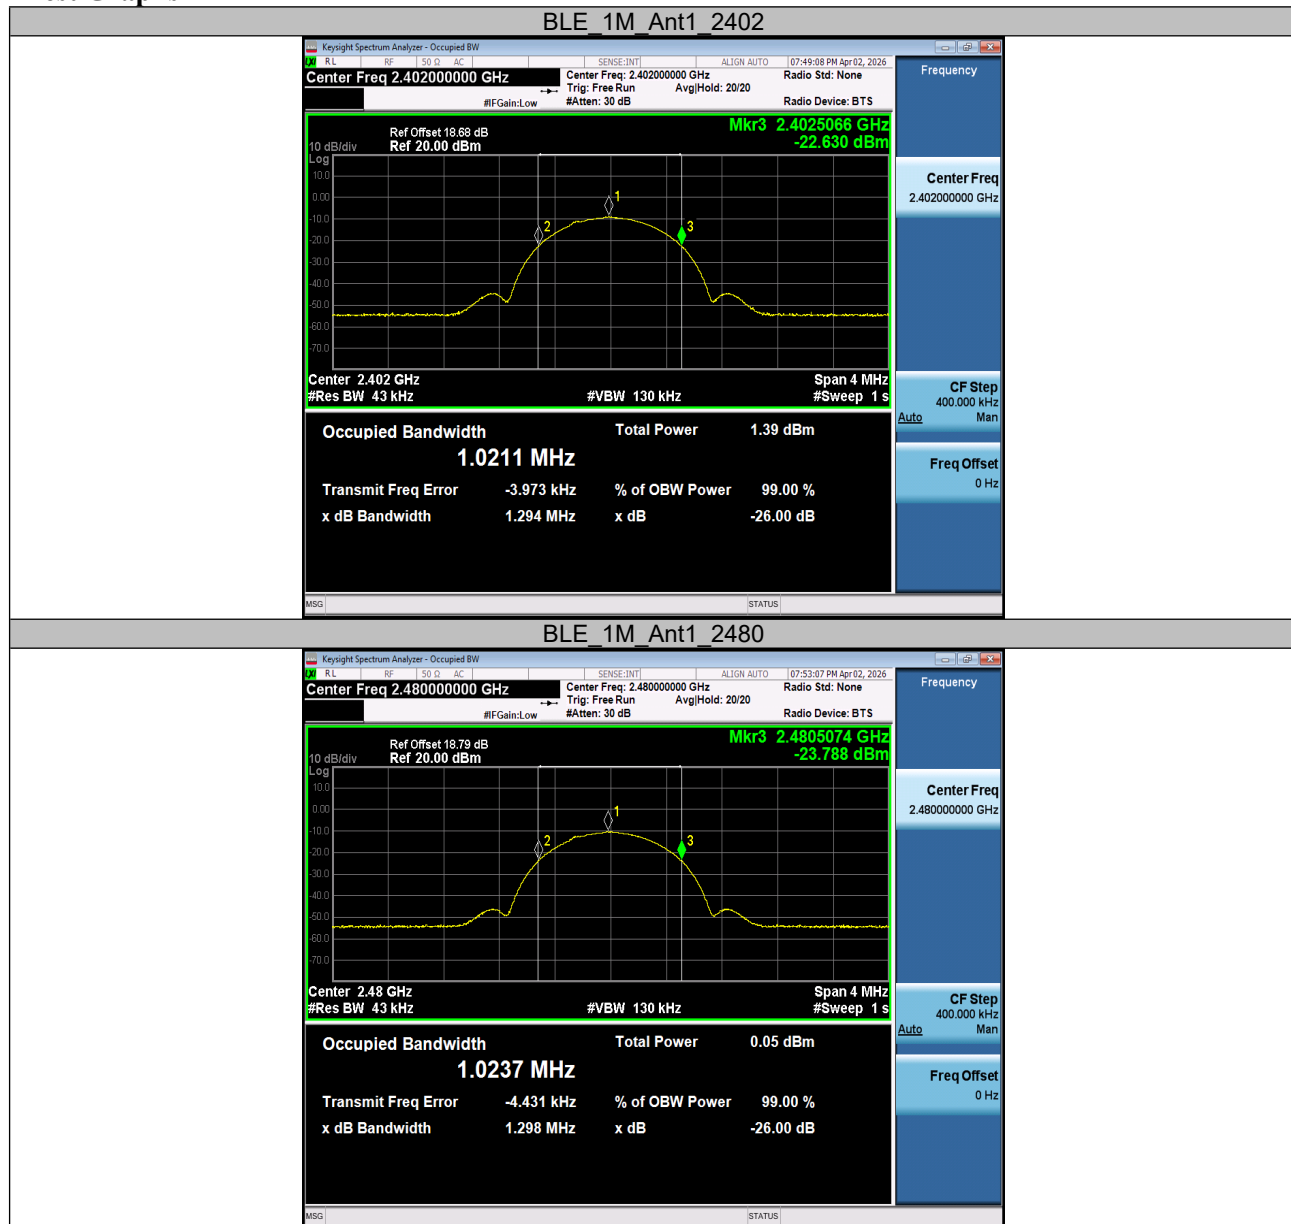 BLE_1M_Ant1_2402
Keysight Spectrum Analyzer - Occupied BW
LXI RL RF 50 Ω AC SENSE:INT ALIGN AUTO 07:49:08 PM Apr 02, 2026
Center Freq 2.402000000 GHz
Center Freq: 2.402000000 GHz Radio Std: None
Trig: Free Run Avg|Hold: 20/20
#IFGain:Low #Atten: 30 dB Radio Device: BTS
Frequency
Mkr3 2.4025066 GHz
-22.630 dBm
Ref Offset 18.68 dB
10 dB/div Ref 20.00 dBm
Log
10.0
0.00
-10.0
-20.0
-30.0
-40.0
-50.0
-60.0
-70.0
1
2
3
Center 2.402 GHz Span 4 MHz
#Res BW 43 kHz #VBW 130 kHz #Sweep 1 s
Occupied Bandwidth Total Power 1.39 dBm
1.0211 MHz
Transmit Freq Error -3.973 kHz % of OBW Power 99.00 %
x dB Bandwidth 1.294 MHz x dB -26.00 dB
Center Freq
2.402000000 GHz
CF Step
400.000 kHz
Auto Man
Freq Offset
0 Hz
MSG STATUS
BLE_1M_Ant1_2480
Keysight Spectrum Analyzer - Occupied BW
LXI RL RF 50 Ω AC SENSE:INT ALIGN AUTO 07:53:07 PM Apr 02, 2026
Center Freq 2.480000000 GHz
Center Freq: 2.480000000 GHz Radio Std: None
Trig: Free Run Avg|Hold: 20/20
#IFGain:Low #Atten: 30 dB Radio Device: BTS
Frequency
Mkr3 2.4805074 GHz
-23.788 dBm
Ref Offset 18.79 dB
10 dB/div Ref 20.00 dBm
Log
10.0
0.00
-10.0
-20.0
-30.0
-40.0
-50.0
-60.0
-70.0
1
2
3
Center 2.48 GHz Span 4 MHz
#Res BW 43 kHz #VBW 130 kHz #Sweep 1 s
Occupied Bandwidth Total Power 0.05 dBm
1.0237 MHz
Transmit Freq Error -4.431 kHz % of OBW Power 99.00 %
x dB Bandwidth 1.298 MHz x dB -26.00 dB
Center Freq
2.480000000 GHz
CF Step
400.000 kHz
Auto Man
Freq Offset
0 Hz
MSG STATUS